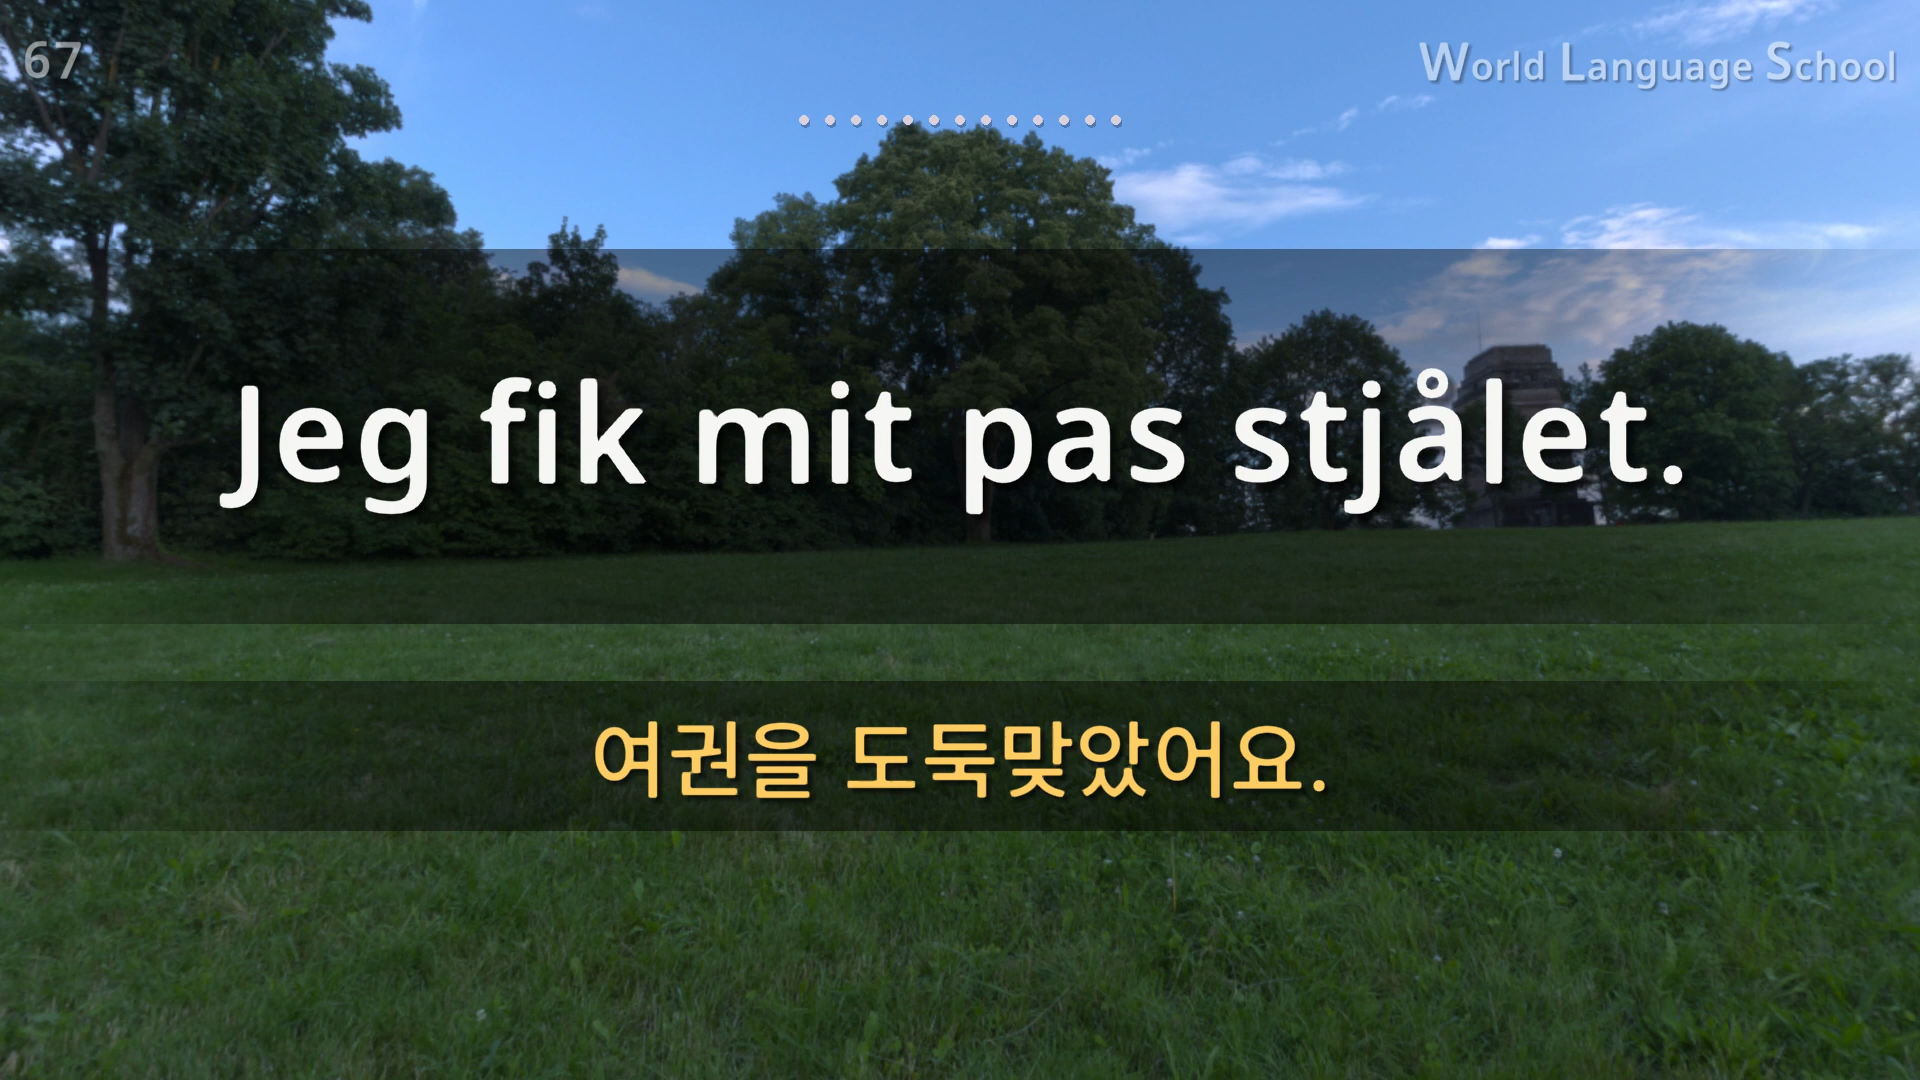 67
World Language School
Jeg fik mit pas stjålet.
여권을 도둑맞았어요.